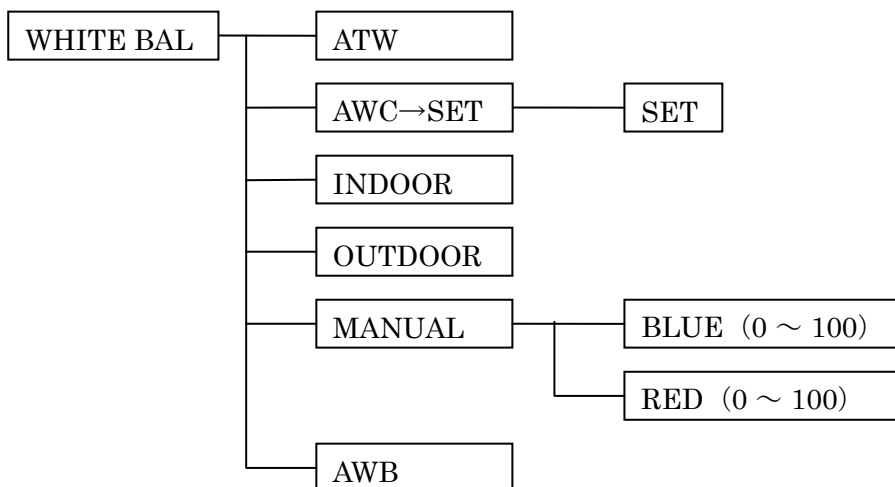 WHITE BAL
ATW
AWC→SET
SET
INDOOR
OUTDOOR
MANUAL
BLUE（0 ～ 100）
RED（0 ～ 100）
AWB